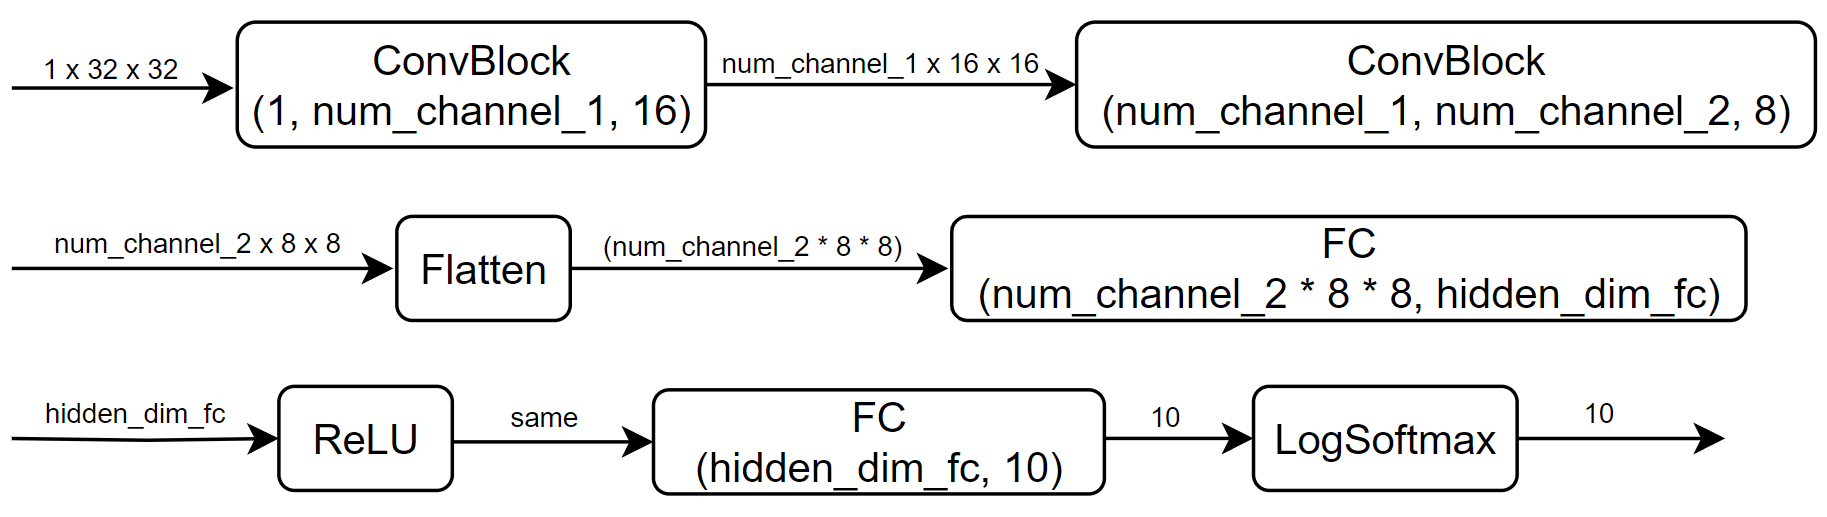 1 x 32 x 32
ConvBlock
(1, num_channel_1, 16)
num_channel_1 x 16 x 16
ConvBlock
(num_channel_1, num_channel_2, 8)
num_channel_2 x 8 x 8
Flatten
(num_channel_2 * 8 * 8)
FC
(num_channel_2 * 8 * 8, hidden_dim_fc)
hidden_dim_fc
ReLU
same
FC
(hidden_dim_fc, 10)
10
LogSoftmax
10